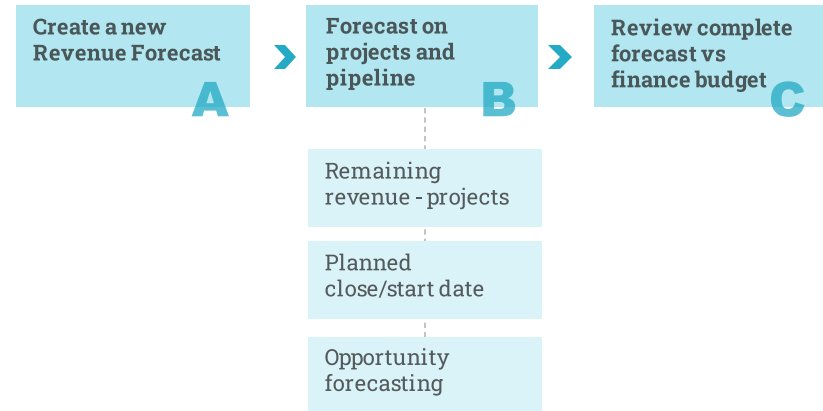 Create a new
Revenue Forecast
A
Forecast on
projects and
pipeline
B
Review complete
forecast vs
finance budget
C
Remaining
revenue - projects
Planned
close/start date
Opportunity
forecasting